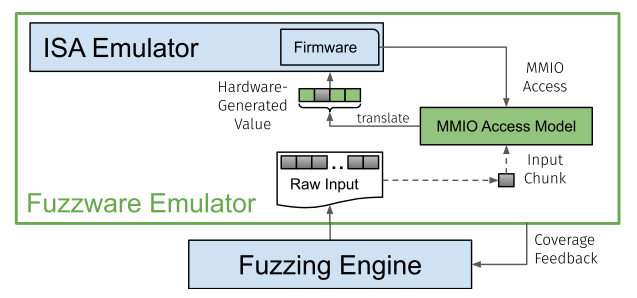 ISA Emulator
Firmware
Hardware-
Generated
Value
MMIO
Access
translate
MMIO Access Model
Raw Input
Input
Chunk
Fuzzware Emulator
Fuzzing Engine
Coverage
Feedback